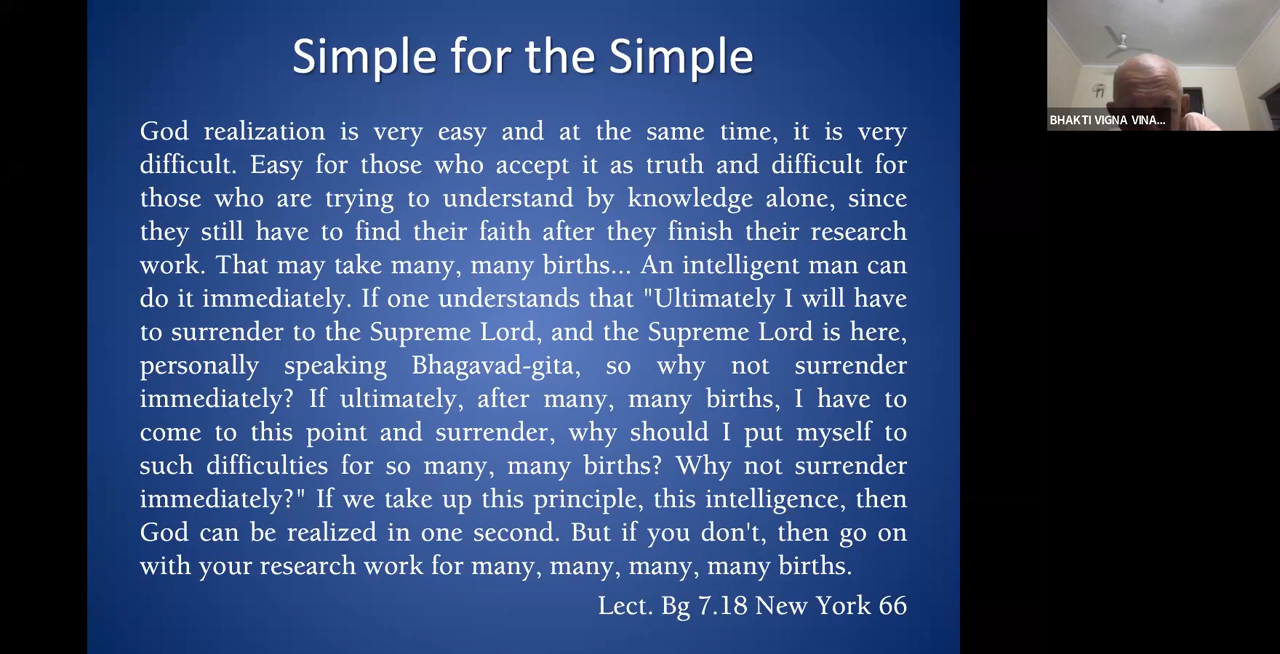 Simple for the Simple
God realization is very easy and at the same time, it is very
difficult. Easy for those who accept it as truth and difficult for
those who are trying to understand by knowledge alone, since
they still have to find their faith after they finish their research
work. That may take many, many births... An intelligent man can
do it immediately. If one understands that "Ultimately I will have
to surrender to the Supreme Lord, and the Supreme Lord is here,
personally speaking Bhagavad-gita, so why not surrender
immediately? If ultimately, after many, many births, I have to
come to this point and surrender, why should I put myself to
such difficulties for so many, many births? Why not surrender
immediately?" If we take up this principle, this intelligence, then
God can be realized in one second. But if you don't, then go on
with your research work for many, many, many, many births.
Lect. Bg 7.18 New York 66
BHAKTI VIGNA VINA...